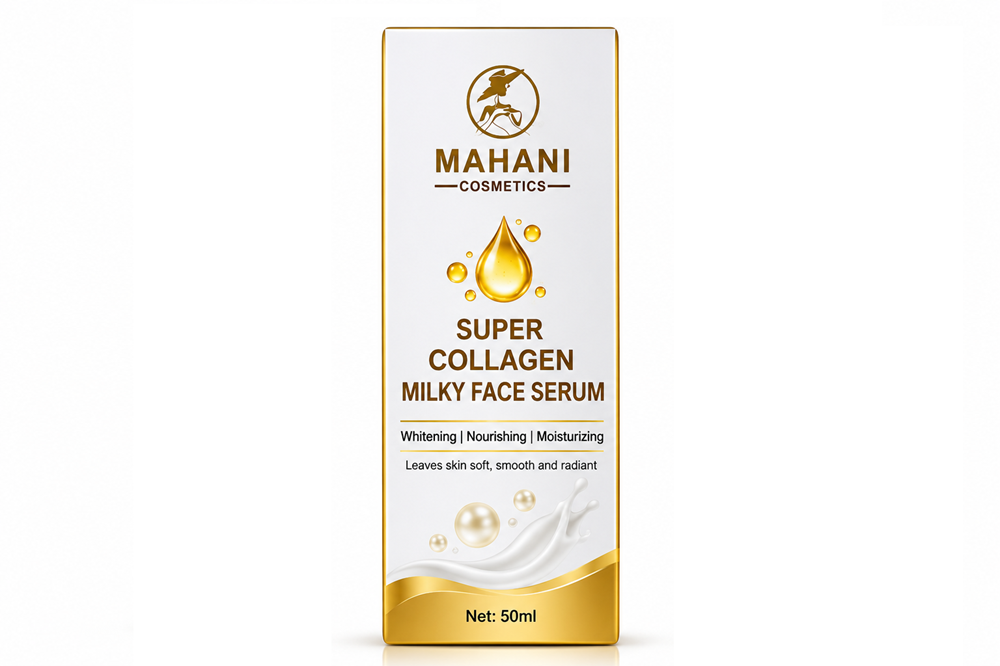 MAHANI
COSMETICS
SUPER
COLLAGEN
MILKY FACE SERUM
Whitening | Nourishing | Moisturizing
Leaves skin soft, smooth and radiant
Net: 50ml